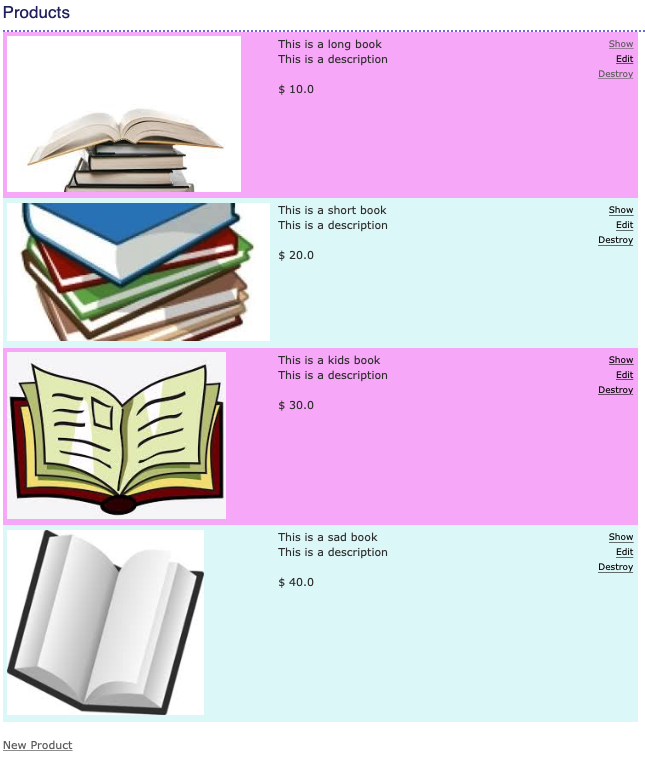 Products
This is a long book
Show
This is a description
Edit
Destroy
$ 10.0
This is a short book
Show
This is a description
Edit
Destroy
$ 20.0
This is a kids book
Show
This is a description
Edit
Destroy
$ 30.0
This is a sad book
Show
This is a description
Edit
Destroy
$ 40.0
New Product